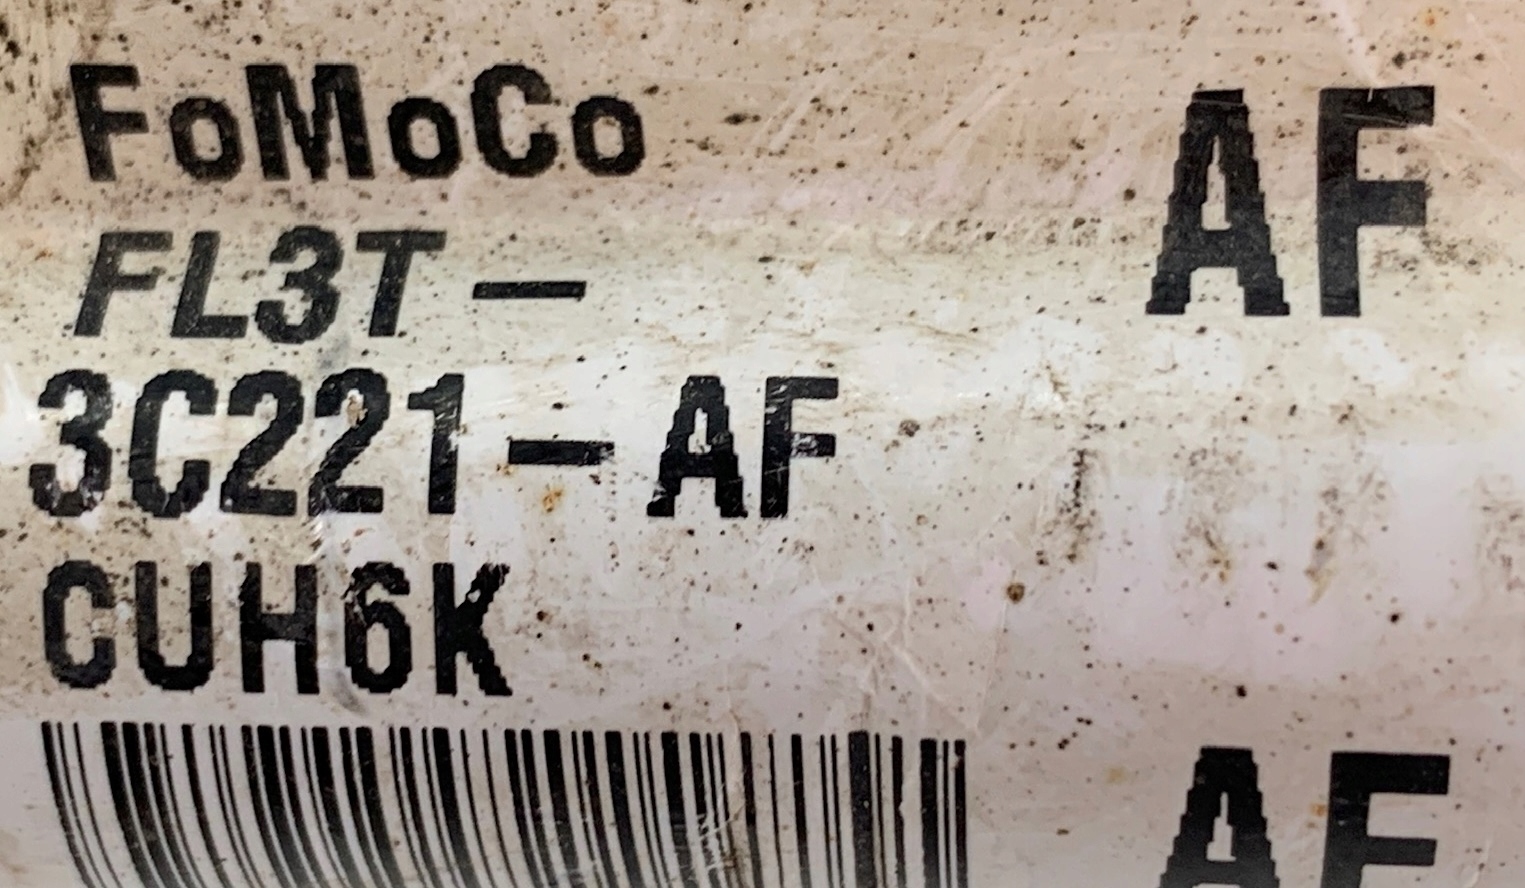 FoMoCo
AF
FL3T-
3C221-AF
CUH6K
AF